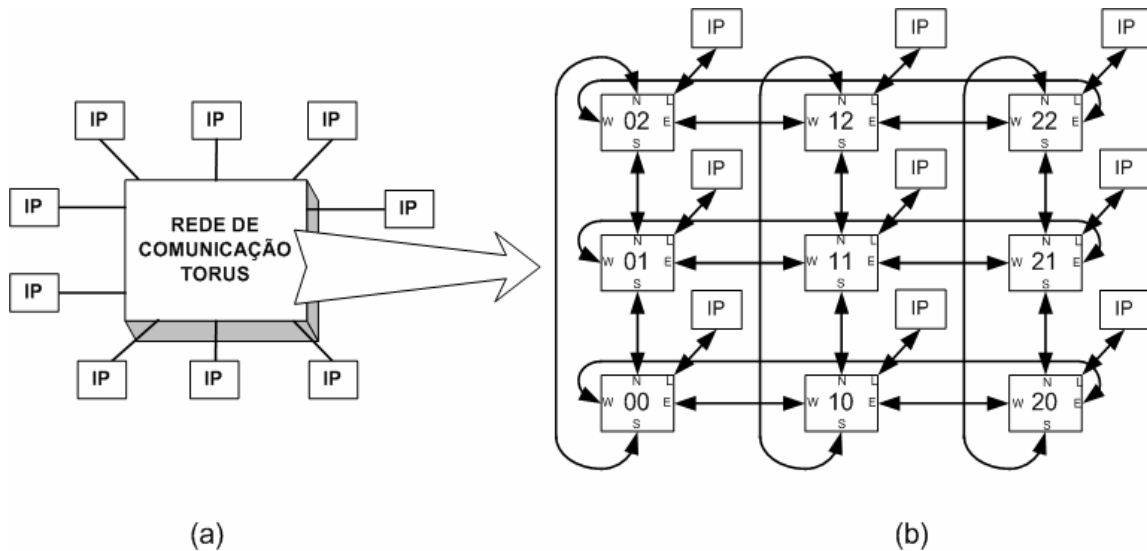 IP IP IP
IP IP
REDE DE
COMUNICAÇÃO
TORUS
IP
IP IP IP
(a)
IP IP IP
N L N L N L
W 02 E W 12 E W 22 E
S S S
IP IP IP
N L N L N L
W 01 E W 11 E W 21 E
S S S
IP IP IP
N L N L N L
W 00 E W 10 E W 20 E
S S S
(b)